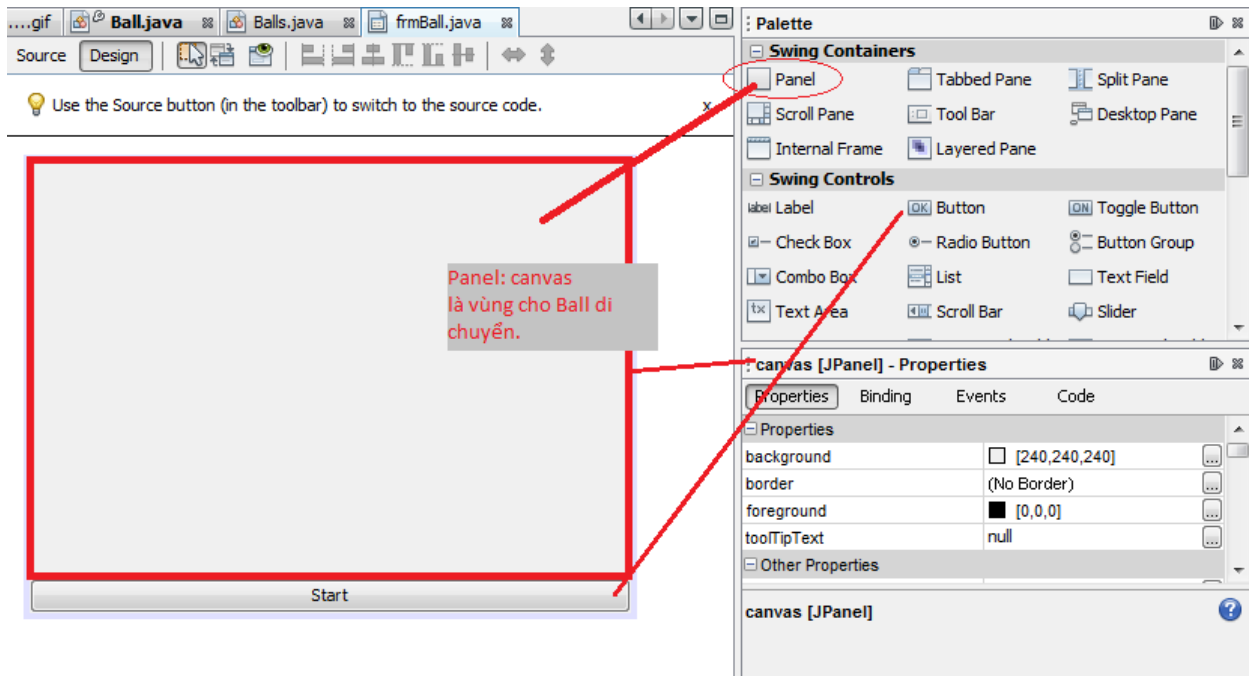 ....gif Ball.java Balls.java frmBall.java
Source Design
Use the Source button (in the toolbar) to switch to the source code. x
Panel: canvas
là vùng cho Ball di
chuyển.
Start
Palette
Swing Containers
Panel Tabbed Pane Split Pane
Scroll Pane Tool Bar Desktop Pane
Internal Frame Layered Pane
Swing Controls
label Label OK Button ON Toggle Button
Check Box Radio Button Button Group
Combo Box List Text Field
tx Text Area Scroll Bar Slider
canvas [JPanel] - Properties
Properties Binding Events Code
Properties
background [240,240,240] ...
border (No Border) ...
foreground [0,0,0] ...
toolTipText null ...
Other Properties
canvas [JPanel] ?